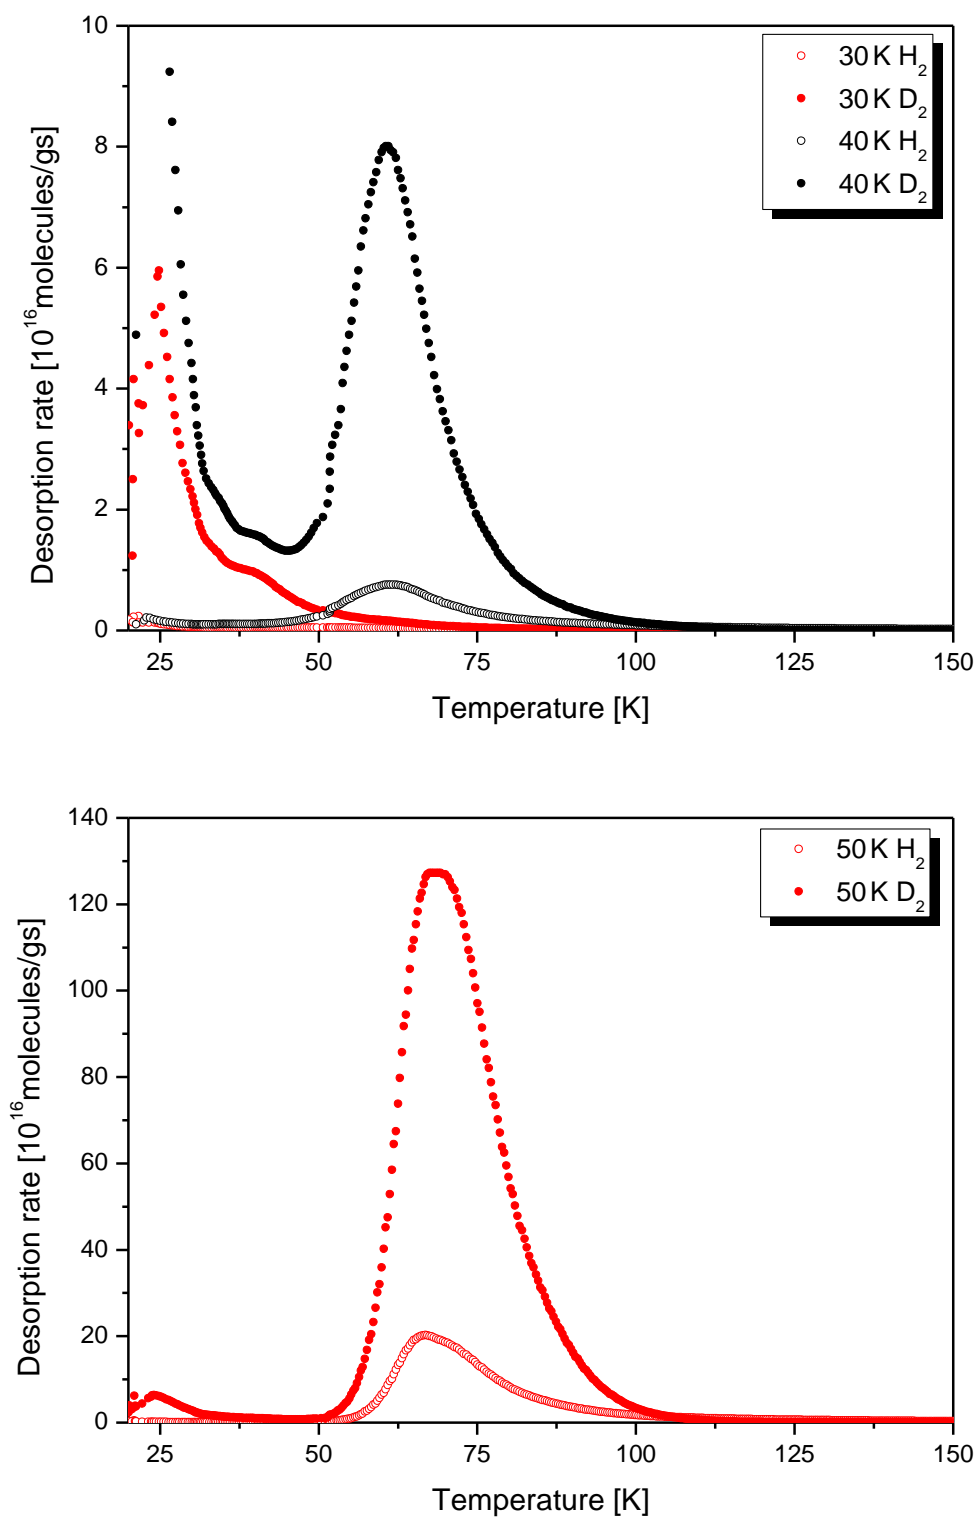 10
8
6
4
2
0
Desorption rate [10^16 molecules/gs]
30 K H₂
30 K D₂
40 K H₂
40 K D₂
25 50 75 100 125 150
Temperature [K]
140
120
100
80
60
40
20
0
Desorption rate [10^16 molecules/gs]
50 K H₂
50 K D₂
25 50 75 100 125 150
Temperature [K]